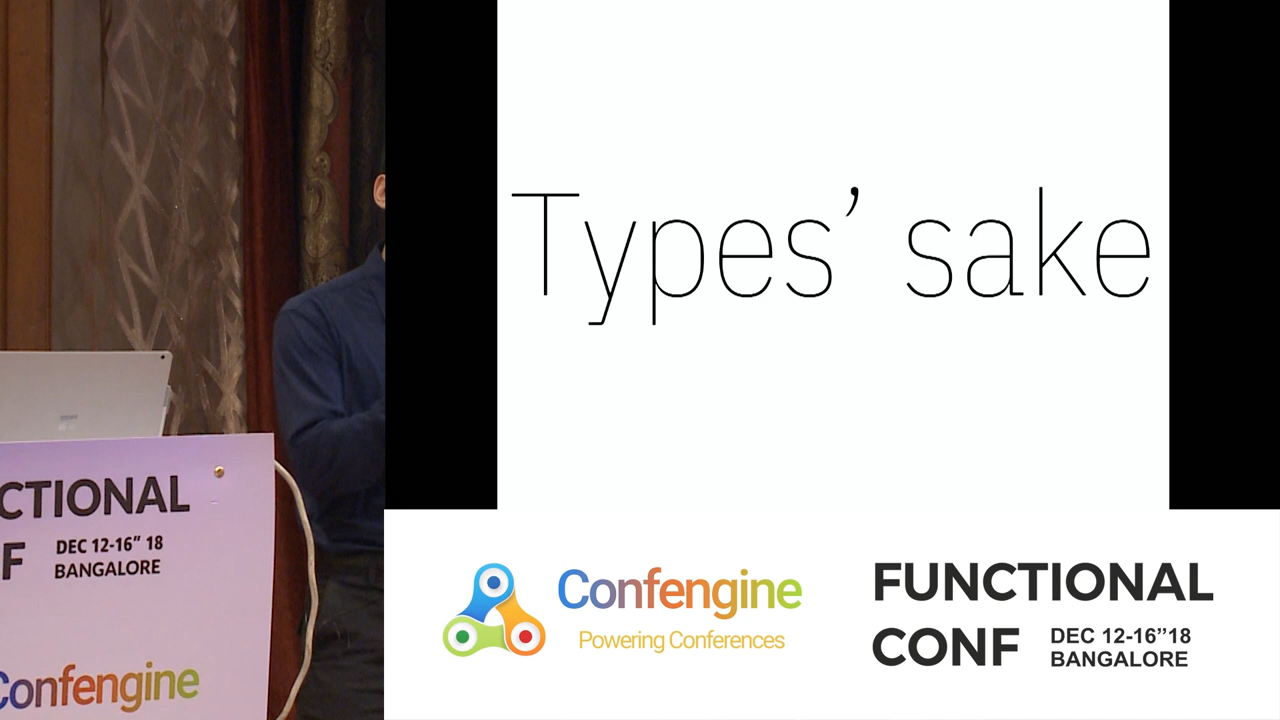 Types’ sake
CTIONAL
F DEC 12-16” 18
BANGALORE
Confengine
Confengine
Powering Conferences
FUNCTIONAL
CONF DEC 12-16”18
BANGALORE